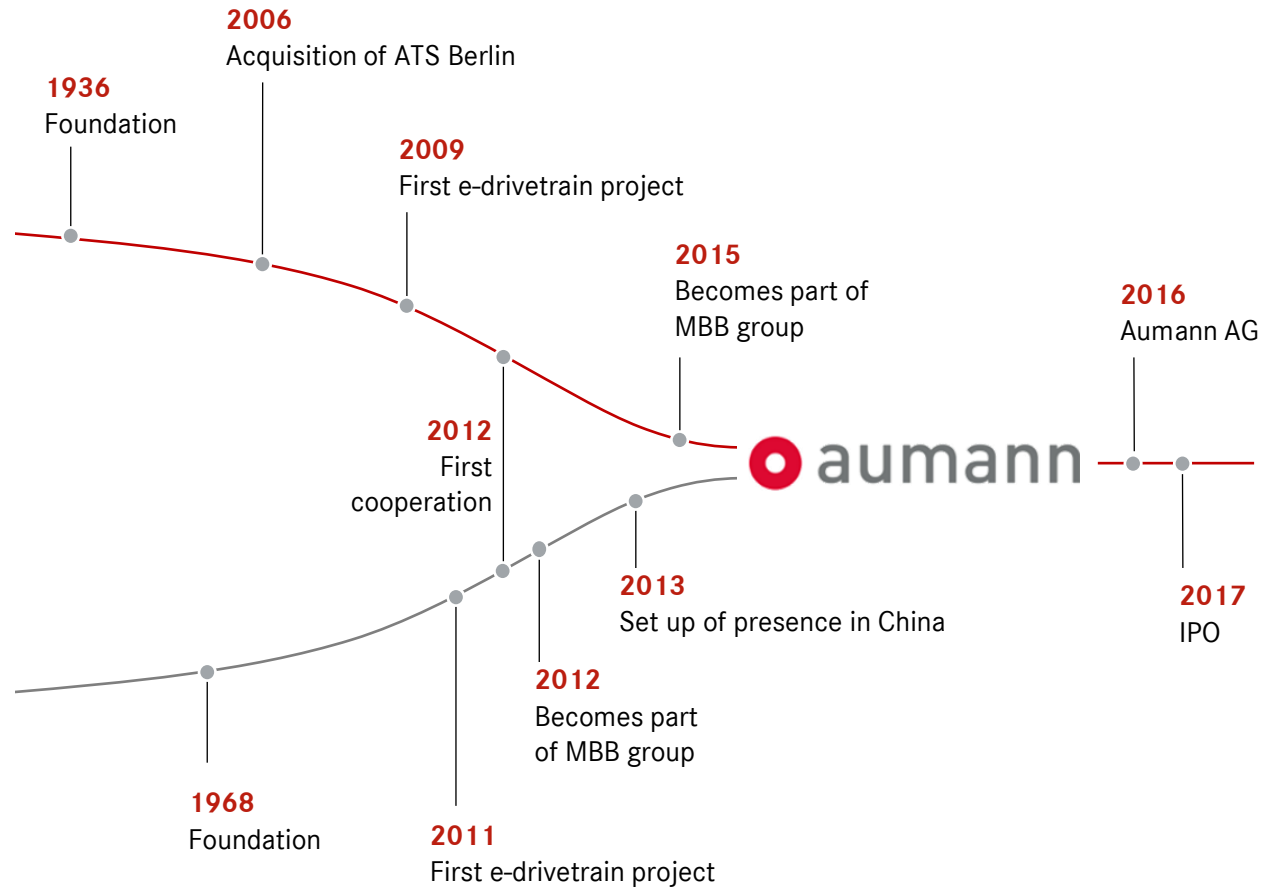 2006
Acquisition of ATS Berlin
1936
Foundation
2009
First e-drivetrain project
2015
Becomes part of
MBB group
2016
Aumann AG
2012
First
cooperation
aumann
2013
Set up of presence in China
2017
IPO
2012
Becomes part
of MBB group
1968
Foundation
2011
First e-drivetrain project